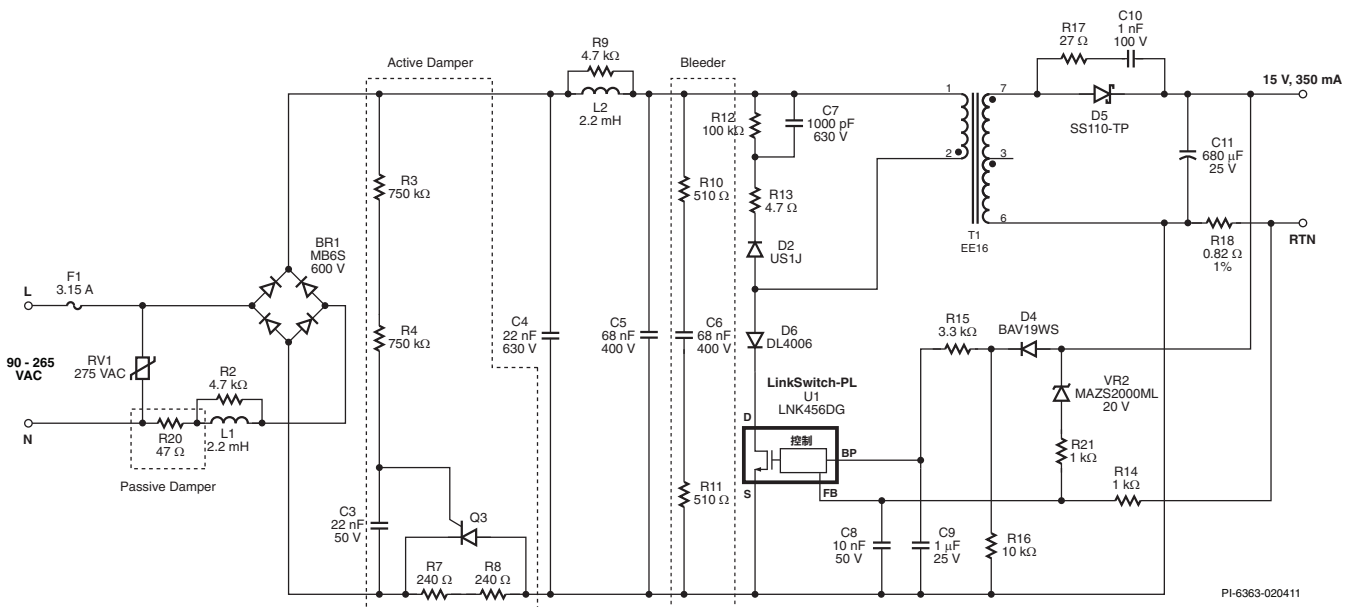 Active Damper
R9
4.7 kΩ
L2
2.2 mH
Bleeder
R12
100 kΩ
C7
1000 pF
630 V
1
2
7
3
6
T1
EE16
R17
27 Ω
C10
1 nF
100 V
D5
SS110-TP
15 V, 350 mA
C11
680 µF
25 V
RTN
R18
0.82 Ω
1%
R3
750 kΩ
R10
510 Ω
R13
4.7 Ω
D2
US1J
BR1
MB6S
600 V
F1
3.15 A
L
90 - 265
VAC
RV1
275 VAC
R2
4.7 kΩ
N
R20
47 Ω
L1
2.2 mH
Passive Damper
R4
750 kΩ
C4
22 nF
630 V
C5
68 nF
400 V
C6
68 nF
400 V
D6
DL4006
LinkSwitch-PL
U1
LNK456DG
D
控制
BP
S
FB
R15
3.3 kΩ
D4
BAV19WS
VR2
MAZS2000ML
20 V
R21
1 kΩ
R14
1 kΩ
C3
22 nF
50 V
Q3
R7
240 Ω
R8
240 Ω
R11
510 Ω
C8
10 nF
50 V
C9
1 µF
25 V
R16
10 kΩ
PI-6363-020411